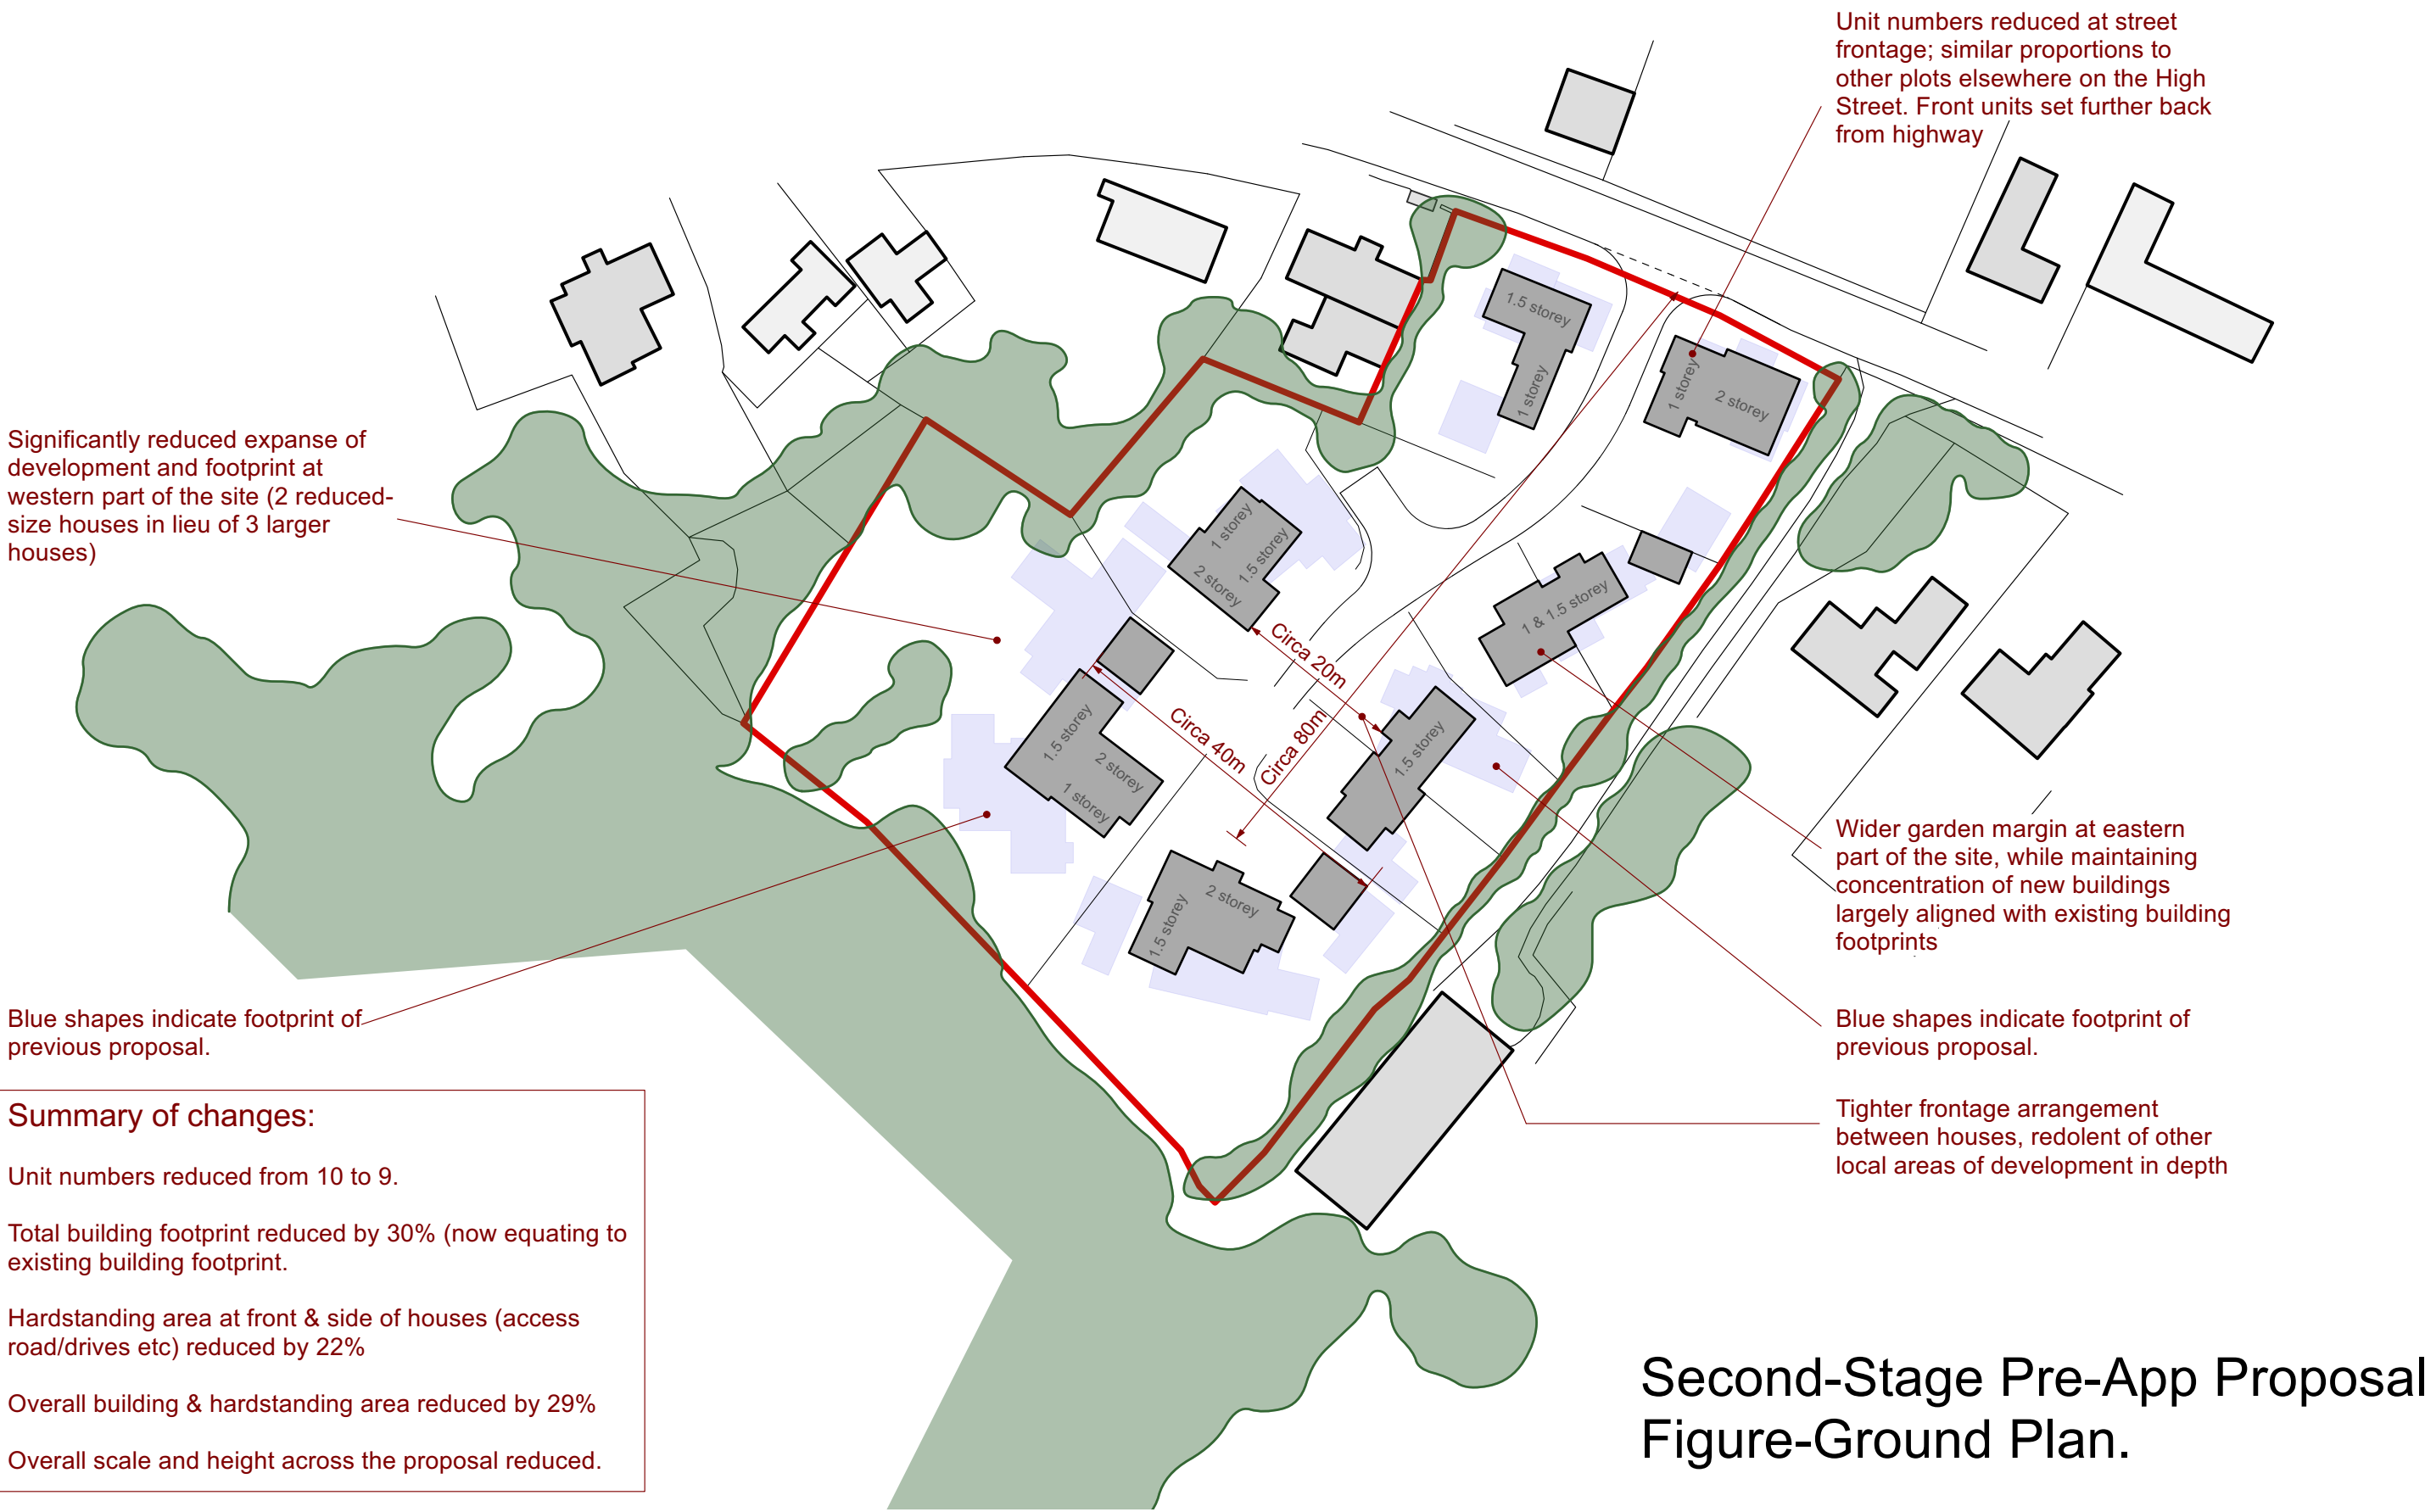 Unit numbers reduced at street
frontage; similar proportions to
other plots elsewhere on the High
Street. Front units set further back
from highway
1.5 storey
1 storey
1 storey
2 storey
Significantly reduced expanse of
development and footprint at
western part of the site (2 reduced-
size houses in lieu of 3 larger
houses)
1 storey
1.5 storey
2 storey
1 & 1.5 storey
Circa 20m
Circa 40m
Circa 80m
1.5 storey
2 storey
1 storey
1.5 storey
1.5 storey
2 storey
Wider garden margin at eastern
part of the site, while maintaining
concentration of new buildings
largely aligned with existing building
footprints
Blue shapes indicate footprint of
previous proposal.
Blue shapes indicate footprint of
previous proposal.
Tighter frontage arrangement
between houses, redolent of other
local areas of development in depth
Summary of changes:
Unit numbers reduced from 10 to 9.
Total building footprint reduced by 30% (now equating to
existing building footprint.
Hardstanding area at front & side of houses (access
road/drives etc) reduced by 22%
Overall building & hardstanding area reduced by 29%
Overall scale and height across the proposal reduced.
Second-Stage Pre-App Proposal
Figure-Ground Plan.